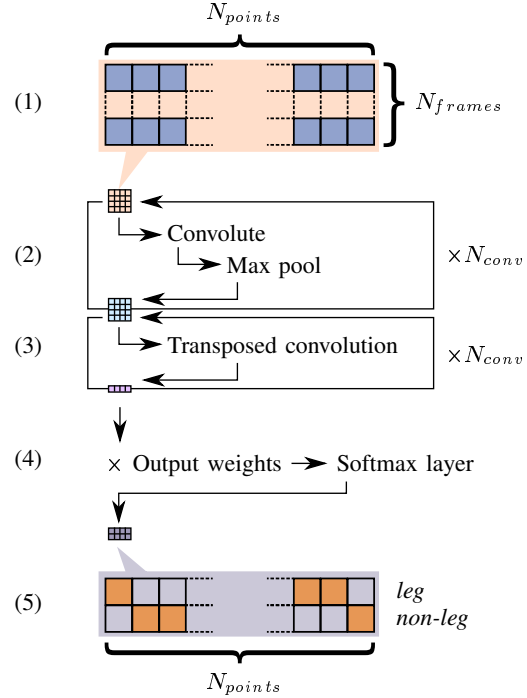 N_points
(1)
N_frames
(2)
Convolute
Max pool
× N_conv
(3)
Transposed convolution
× N_conv
(4)
× Output weights
Softmax layer
(5)
leg
non-leg
N_points